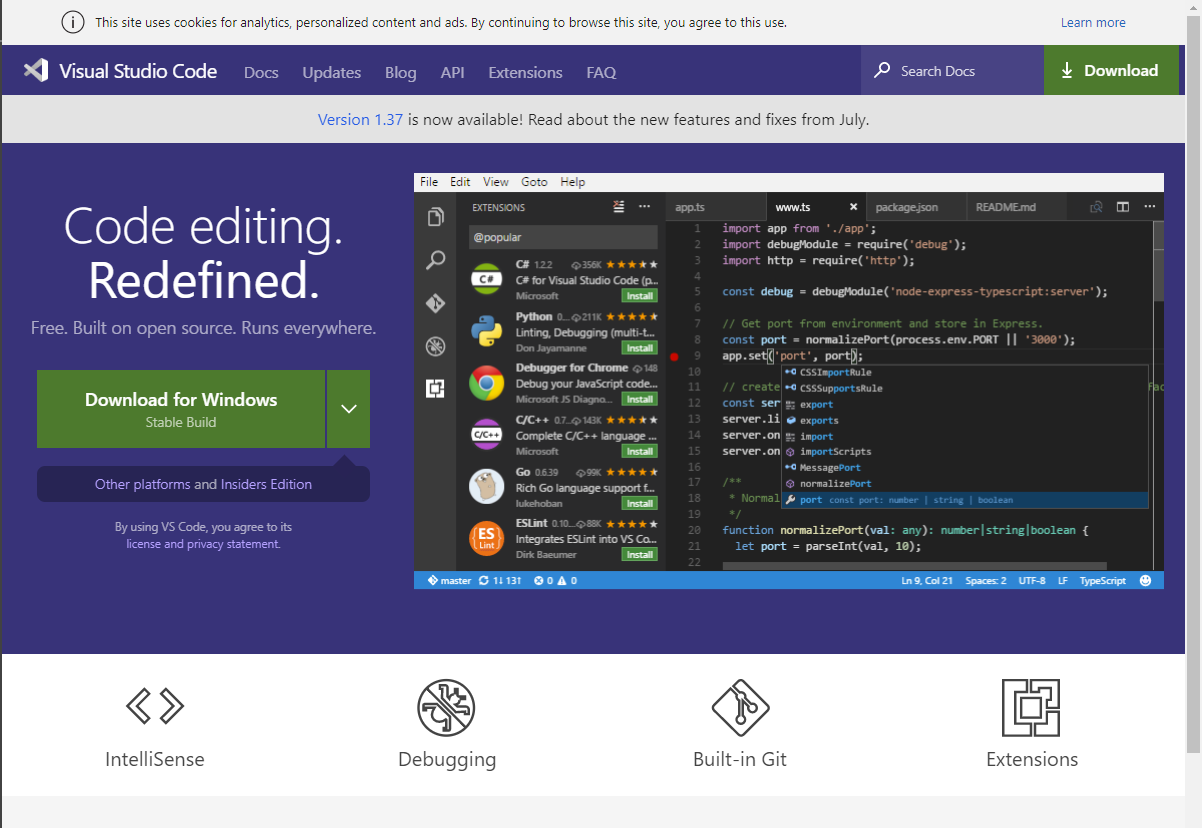 This site uses cookies for analytics, personalized content and ads. By continuing to browse this site, you agree to this use.
Learn more
Visual Studio Code
Docs
Updates
Blog
API
Extensions
FAQ
Search Docs
Download
Version 1.37 is now available! Read about the new features and fixes from July.
Code editing.
Redefined.
Free. Built on open source. Runs everywhere.
Download for Windows
Stable Build
Other platforms and Insiders Edition
By using VS Code, you agree to its
license and privacy statement.
File Edit View Goto Help
EXTENSIONS
@popular
C# 1.2.2 356K
C# for Visual Studio Code (p...
Microsoft
Install
Python 0... 211K
Linting, Debugging (multi-t...
Don Jayamanne
Install
Debugger for Chrome 148
Debug your JavaScript code...
Microsoft JS Diagno...
Install
C/C++
C/C++ 0.7... 143K
Complete C/C++ language ...
Microsoft
Install
Go 0.6.39 99K
Rich Go language support f...
lukehoban
Install
ES
Lint
ESLint 0.10... 88K
Integrates ESLint into VS Co...
Dirk Baeumer
Install
app.ts
www.ts
package.json
README.md
1 import app from './app';
2 import debugModule = require('debug');
3 import http = require('http');
4
5 const debug = debugModule('node-express-typescript:server');
6
7 // Get port from environment and store in Express.
8 const port = normalizePort(process.env.PORT || '3000');
9 app.set('port', port);
10
11 // create
12 const ser
13 server.li
14 server.on
15 server.on
16
17 /**
18 * Normal
19 */
20 function normalizePort(val: any): number|string|boolean {
21 let port = parseInt(val, 10);
22
CSSImportRule
CSSSupportsRule
export
exports
import
importScripts
MessagePort
normalizePort
port const port: number | string | boolean
master 1↓ 13↑ 0 0
Ln 9, Col 21 Spaces: 2 UTF-8 LF TypeScript
IntelliSense
Debugging
Built-in Git
Extensions